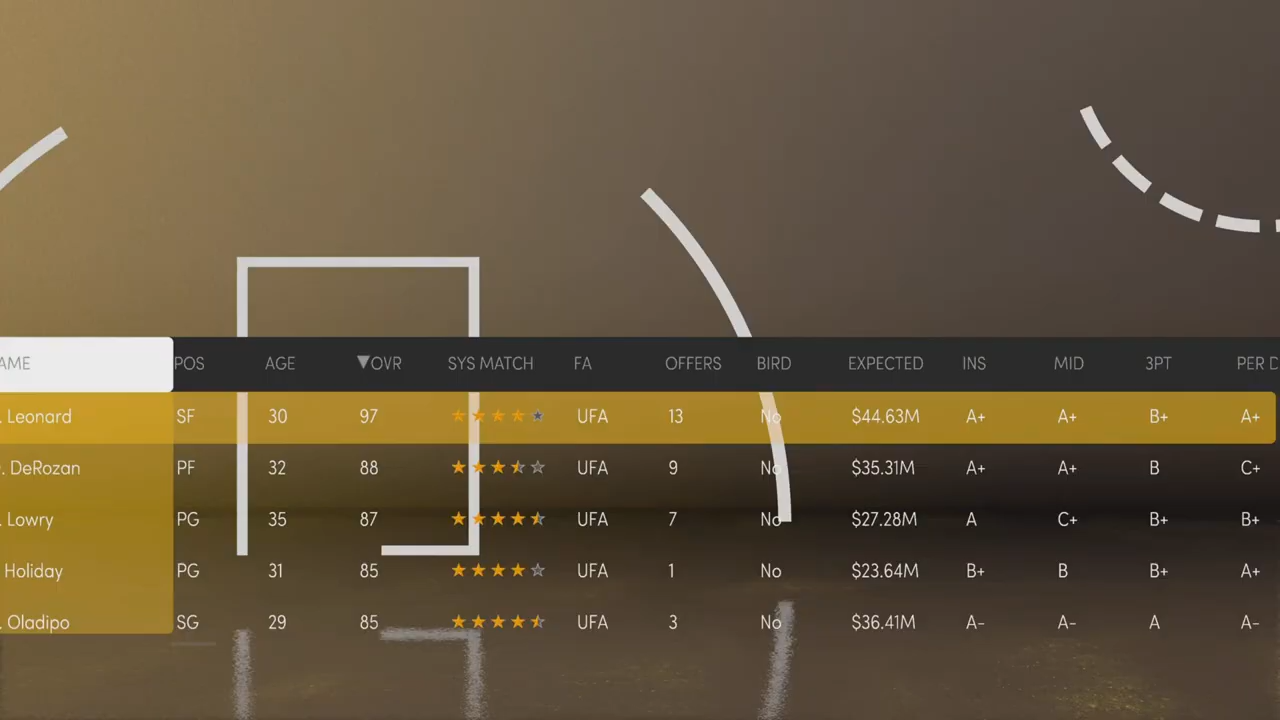 AME POS AGE ▼OVR SYS MATCH FA OFFERS BIRD EXPECTED INS MID 3PT PER D
. Leonard SF 30 97 UFA 13 No $44.63M A+ A+ B+ A+
. DeRozan PF 32 88 UFA 9 No $35.31M A+ A+ B C+
. Lowry PG 35 87 UFA 7 No $27.28M A C+ B+ B+
Holiday PG 31 85 UFA 1 No $23.64M B+ B B+ A+
. Oladipo SG 29 85 UFA 3 No $36.41M A- A- A A-